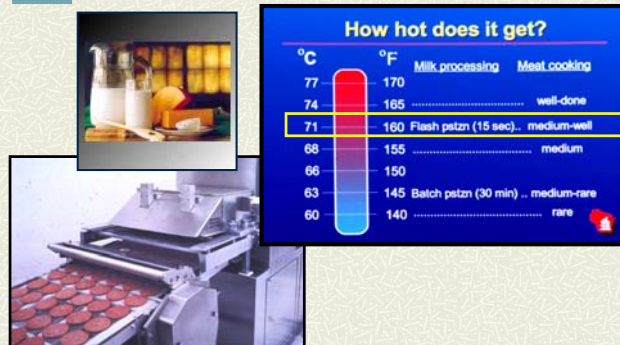 How hot does it get?
°C °F Milk processing Meat cooking
77 170
74 165 ............................ well-done
71 160 Flash pstzn (15 sec).. medium-well
68 155 ............................ medium
66 150
63 145 Batch pstzn (30 min) .. medium-rare
60 140 ................................ rare